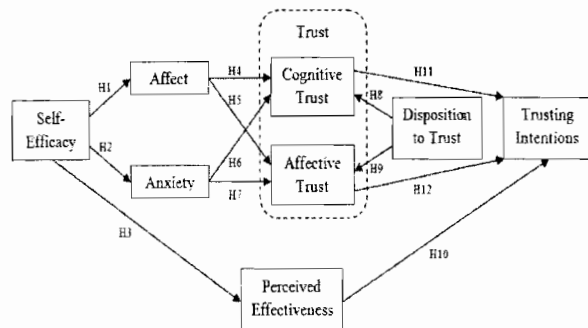 Trust
Affect
H4
Cognitive
Trust
H11
H1
H5
H8
Self-
Efficacy
Disposition
to Trust
Trusting
Intentions
H2
H6
Affective
Trust
H9
Anxiety
H7
H12
H3
H10
Perceived
Effectiveness